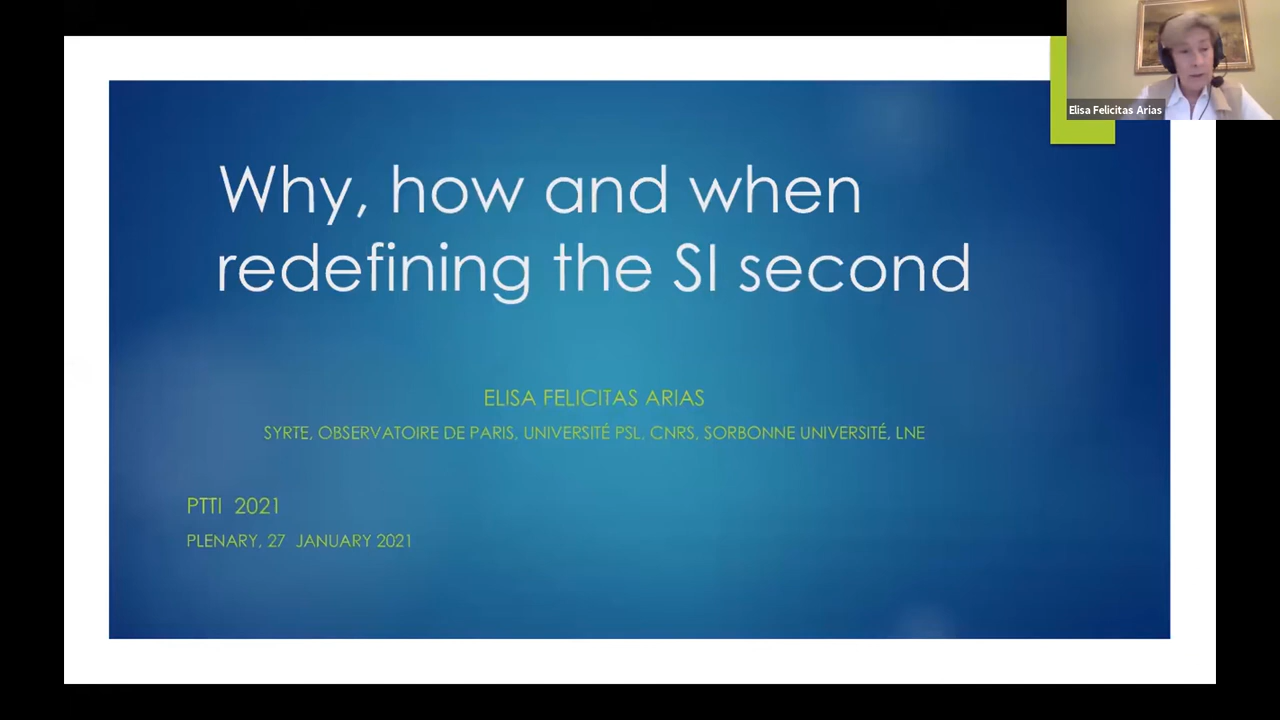 Elisa Felicitas Arias
Why, how and when
redefining the SI second
ELISA FELICITAS ARIAS
SYRTE, OBSERVATOIRE DE PARIS, UNIVERSITÉ PSL, CNRS, SORBONNE UNIVERSITÉ, LNE
PTTI 2021
PLENARY, 27 JANUARY 2021